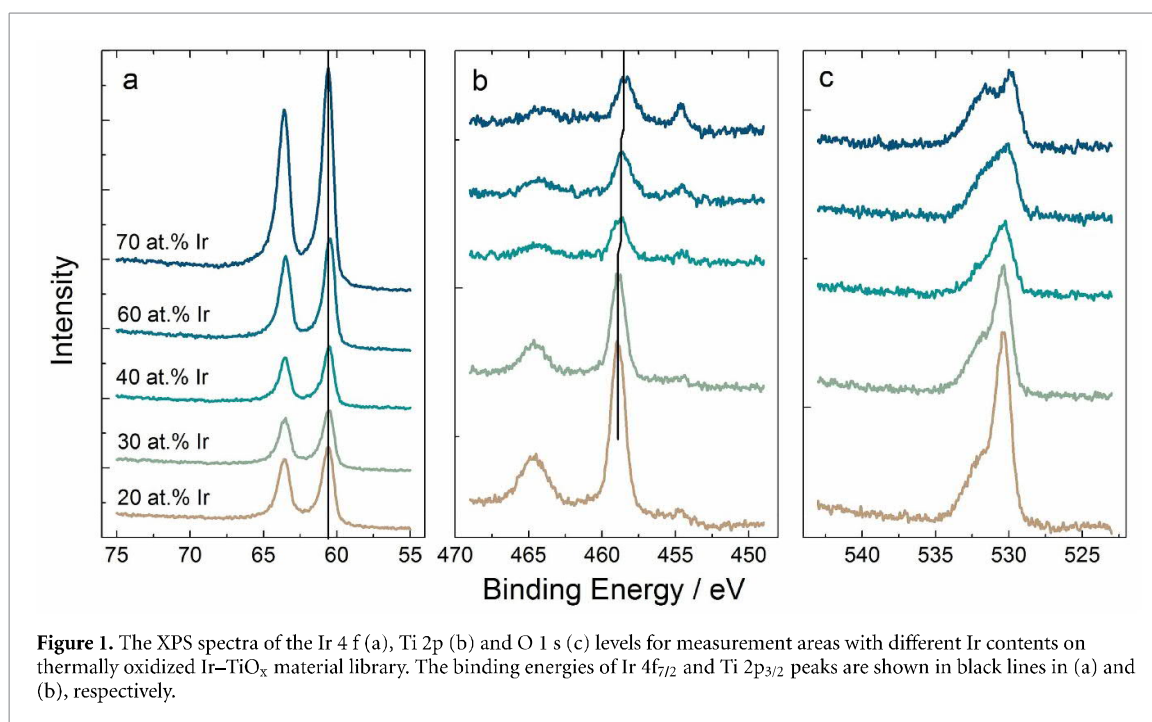 a
b
c
Intensity
70 at.% Ir
60 at.% Ir
40 at.% Ir
30 at.% Ir
20 at.% Ir
75 70 65 60 55
470 465 460 455 450
540 535 530 525
Binding Energy / eV
Figure 1. The XPS spectra of the Ir 4 f (a), Ti 2p (b) and O 1 s (c) levels for measurement areas with different Ir contents on
thermally oxidized Ir–TiOₓ material library. The binding energies of Ir 4f7/2 and Ti 2p3/2 peaks are shown in black lines in (a) and
(b), respectively.